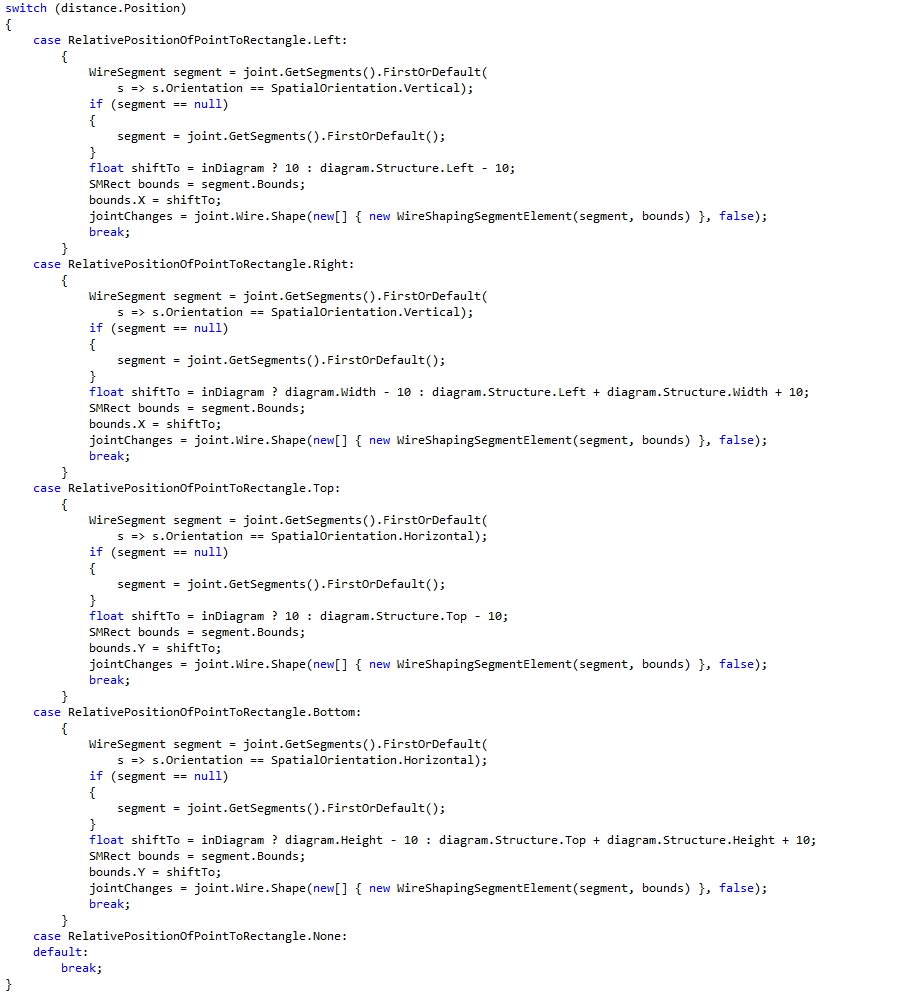 switch (distance.Position)
{
    case RelativePositionOfPointToRectangle.Left:
        {
            WireSegment segment = joint.GetSegments().FirstOrDefault(
                s => s.Orientation == SpatialOrientation.Vertical);
            if (segment == null)
            {
                segment = joint.GetSegments().FirstOrDefault();
            }
            float shiftTo = inDiagram ? 10 : diagram.Structure.Left - 10;
            SMRect bounds = segment.Bounds;
            bounds.X = shiftTo;
            jointChanges = joint.Wire.Shape(new[] { new WireShapingSegmentElement(segment, bounds) }, false);
            break;
        }
    case RelativePositionOfPointToRectangle.Right:
        {
            WireSegment segment = joint.GetSegments().FirstOrDefault(
                s => s.Orientation == SpatialOrientation.Vertical);
            if (segment == null)
            {
                segment = joint.GetSegments().FirstOrDefault();
            }
            float shiftTo = inDiagram ? diagram.Width - 10 : diagram.Structure.Left + diagram.Structure.Width + 10;
            SMRect bounds = segment.Bounds;
            bounds.X = shiftTo;
            jointChanges = joint.Wire.Shape(new[] { new WireShapingSegmentElement(segment, bounds) }, false);
            break;
        }
    case RelativePositionOfPointToRectangle.Top:
        {
            WireSegment segment = joint.GetSegments().FirstOrDefault(
                s => s.Orientation == SpatialOrientation.Horizontal);
            if (segment == null)
            {
                segment = joint.GetSegments().FirstOrDefault();
            }
            float shiftTo = inDiagram ? 10 : diagram.Structure.Top - 10;
            SMRect bounds = segment.Bounds;
            bounds.Y = shiftTo;
            jointChanges = joint.Wire.Shape(new[] { new WireShapingSegmentElement(segment, bounds) }, false);
            break;
        }
    case RelativePositionOfPointToRectangle.Bottom:
        {
            WireSegment segment = joint.GetSegments().FirstOrDefault(
                s => s.Orientation == SpatialOrientation.Horizontal);
            if (segment == null)
            {
                segment = joint.GetSegments().FirstOrDefault();
            }
            float shiftTo = inDiagram ? diagram.Height - 10 : diagram.Structure.Top + diagram.Structure.Height + 10;
            SMRect bounds = segment.Bounds;
            bounds.Y = shiftTo;
            jointChanges = joint.Wire.Shape(new[] { new WireShapingSegmentElement(segment, bounds) }, false);
            break;
        }
    case RelativePositionOfPointToRectangle.None:
    default:
        break;
}